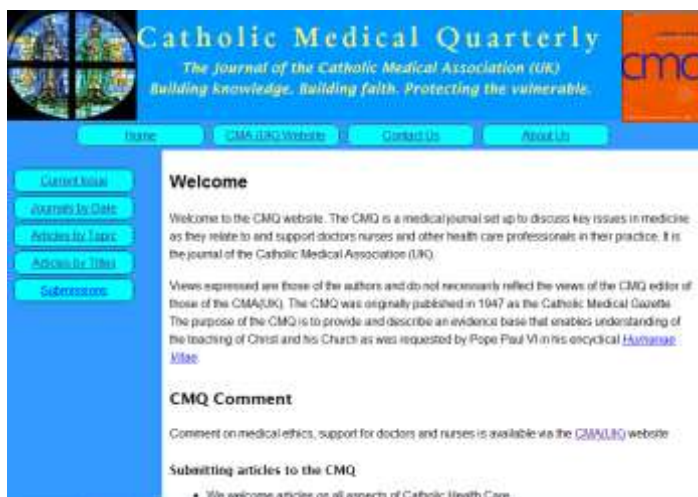 Catholic Medical Quarterly
The Journal of the Catholic Medical Association (UK)
Building knowledge. Building faith. Protecting the vulnerable.
cmq
Home
CMA (UK) Website
Contact Us
About Us
Current Issue
Journals by Date
Articles by Topic
Articles by Titles
Submissions
Welcome
Welcome to the CMQ website. The CMQ is a medical journal set up to discuss key issues in medicine
as they relate to and support doctors nurses and other health care professionals in their practice. It is
the journal of the Catholic Medical Association (UK).
Views expressed are those of the authors and do not necessarily reflect the views of the CMQ editor of
those of the CMA(UK). The CMQ was originally published in 1947 as the Catholic Medical Gazette.
The purpose of the CMQ is to provide and describe an evidence base that enables understanding of
the teaching of Christ and his Church as was requested by Pope Paul VI in his encyclical Humanae
Vitae.
CMQ Comment
Comment on medical ethics, support for doctors and nurses is available via the CMA(UK) website
Submitting articles to the CMQ
• We welcome articles on all aspects of Catholic Health Care